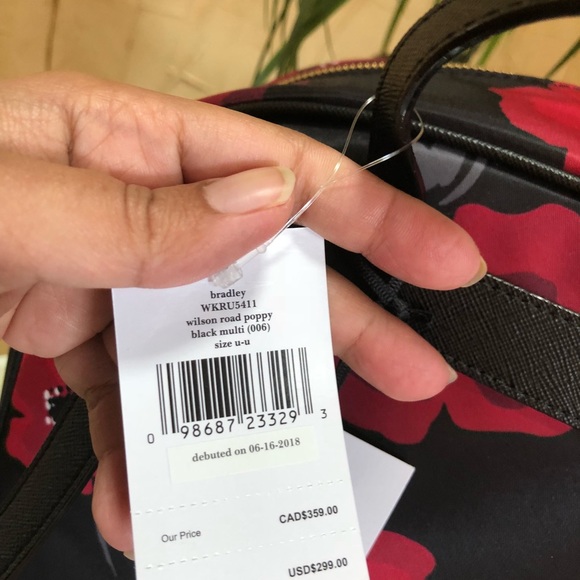 bradley
WKRU5411
wilson road poppy
black multi (006)
size u-u
0 98687 23329 3
debuted on 06-16-2018
Our Price CAD$359.00
USD$299.00